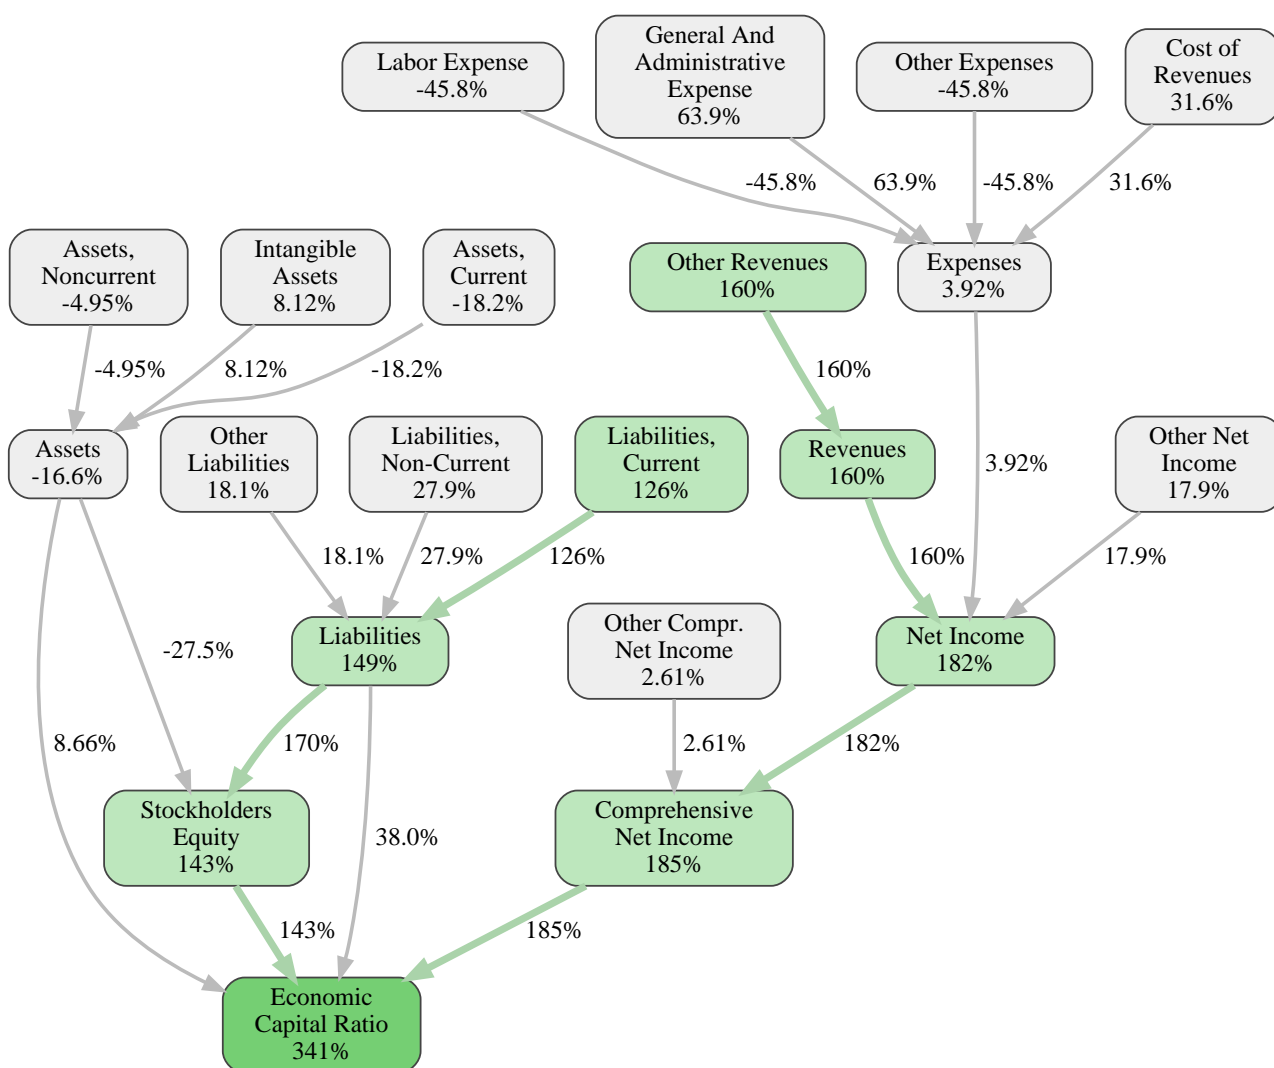 Labor Expense
-45.8%
General And
Administrative
Expense
63.9%
Other Expenses
-45.8%
Cost of
Revenues
31.6%
-45.8%
63.9%
-45.8%
31.6%
Assets,
Noncurrent
-4.95%
Intangible
Assets
8.12%
Assets,
Current
-18.2%
Other Revenues
160%
Expenses
3.92%
-4.95%
8.12%
-18.2%
160%
Assets
-16.6%
Other
Liabilities
18.1%
Liabilities,
Non-Current
27.9%
Liabilities,
Current
126%
Revenues
160%
3.92%
Other Net
Income
17.9%
18.1%
27.9%
126%
160%
17.9%
-27.5%
Liabilities
149%
Other Compr.
Net Income
2.61%
Net Income
182%
8.66%
170%
2.61%
182%
Stockholders
Equity
143%
38.0%
Comprehensive
Net Income
185%
143%
185%
Economic
Capital Ratio
341%